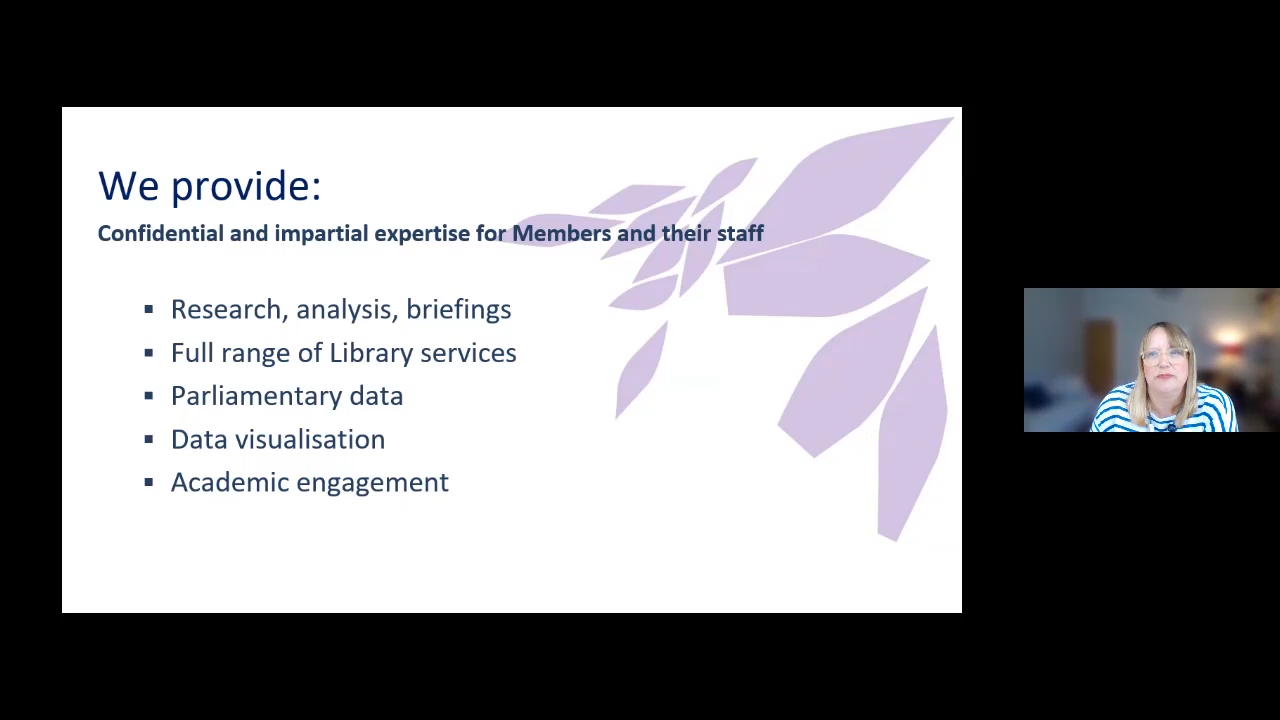 We provide:
Confidential and impartial expertise for Members and their staff
▪ Research, analysis, briefings
▪ Full range of Library services
▪ Parliamentary data
▪ Data visualisation
▪ Academic engagement